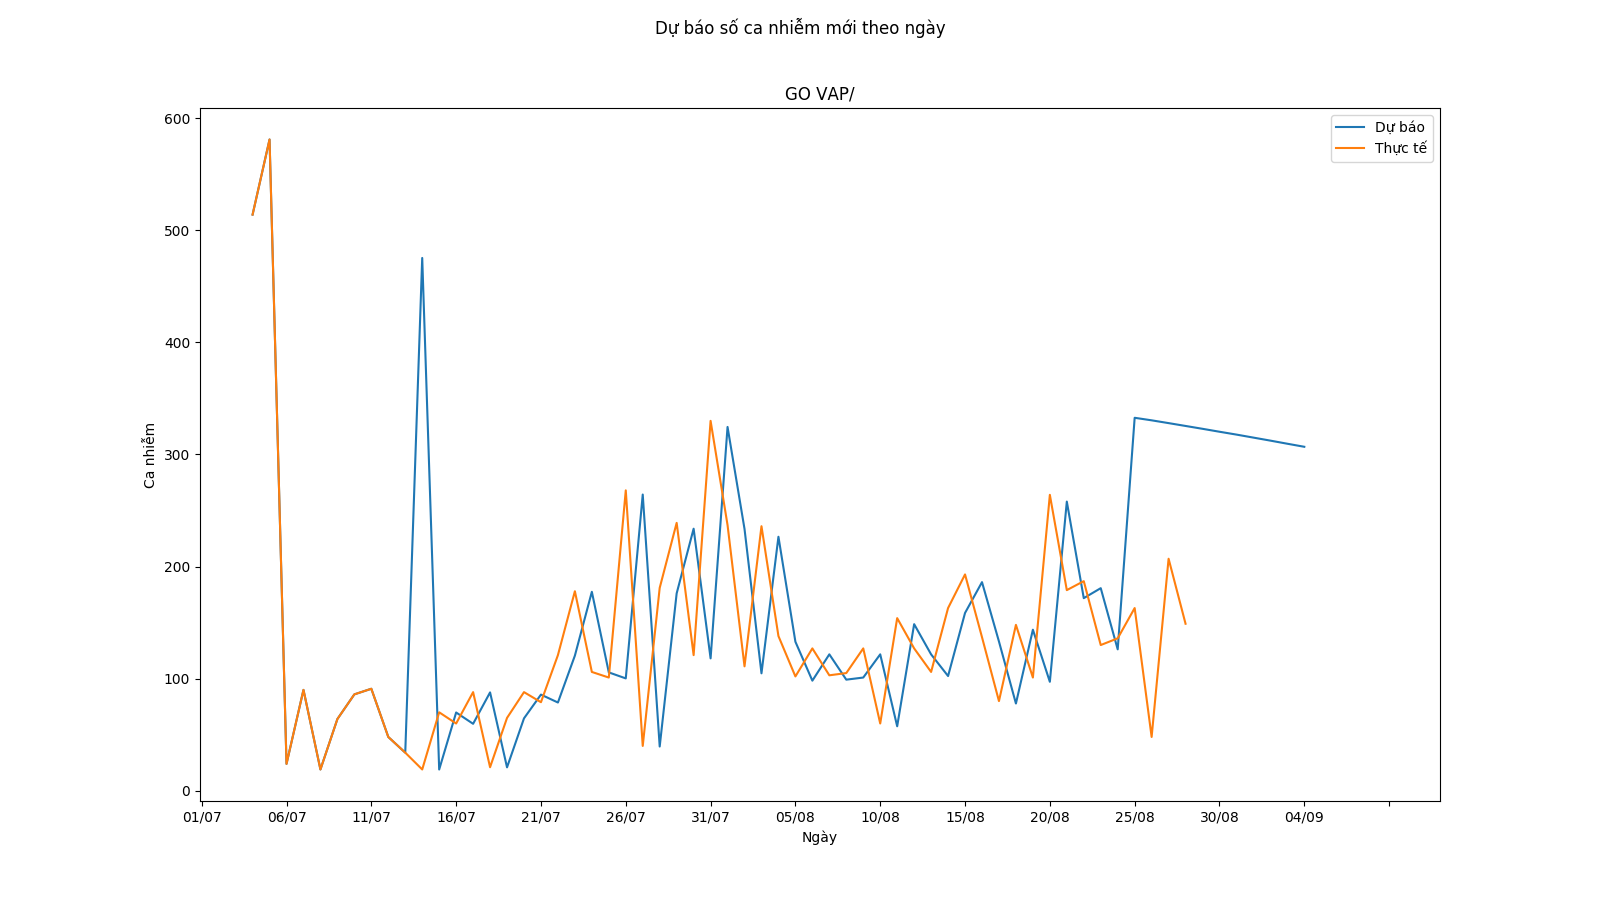 Dự báo số ca nhiễm mới theo ngày
GO VAP/
Dự báo
Thực tế
600
500
400
300
200
100
0
Ca nhiễm
01/07 06/07 11/07 16/07 21/07 26/07 31/07 05/08 10/08 15/08 20/08 25/08 30/08 04/09
Ngày